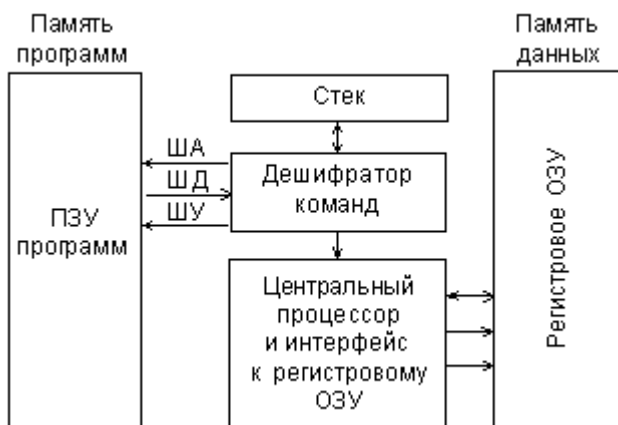 Память
программ
Память
данных
Стек
ША
ШД
ШУ
Дешифратор
команд
ПЗУ
программ
Центральный
процессор
и интерфейс
к регистровому
ОЗУ
Регистровое ОЗУ